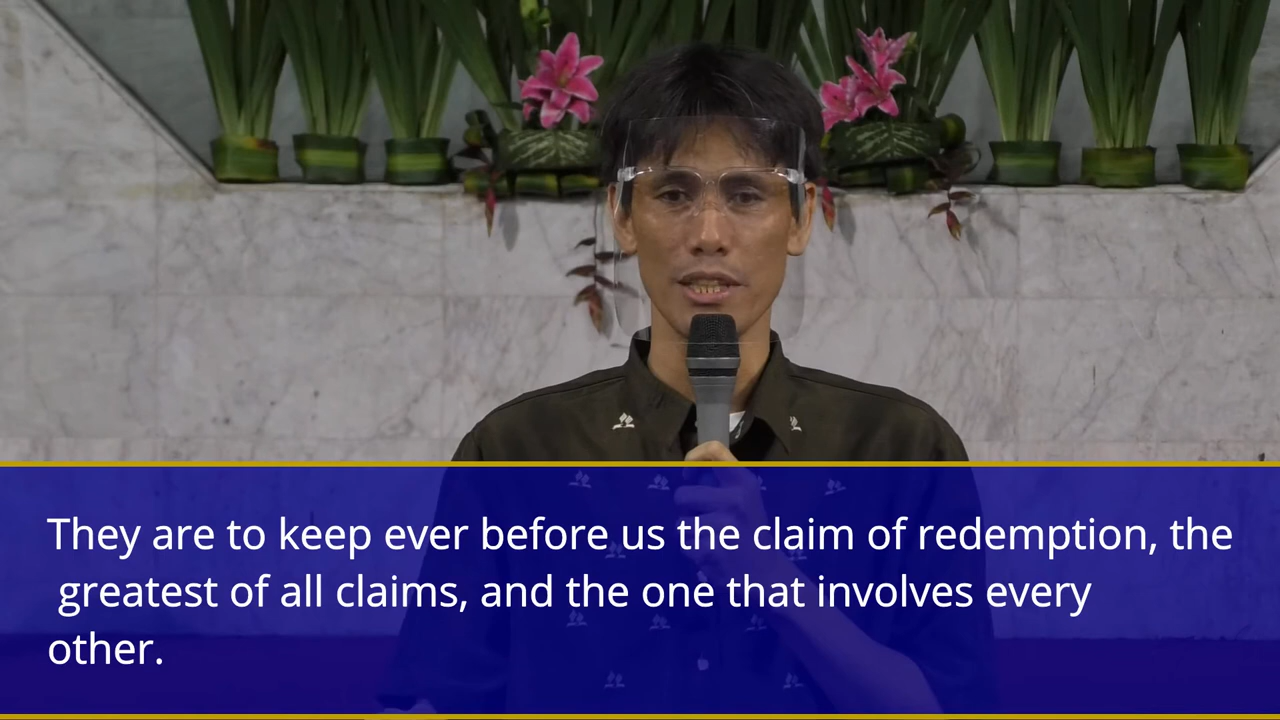 They are to keep ever before us the claim of redemption, the
greatest of all claims, and the one that involves every
other.